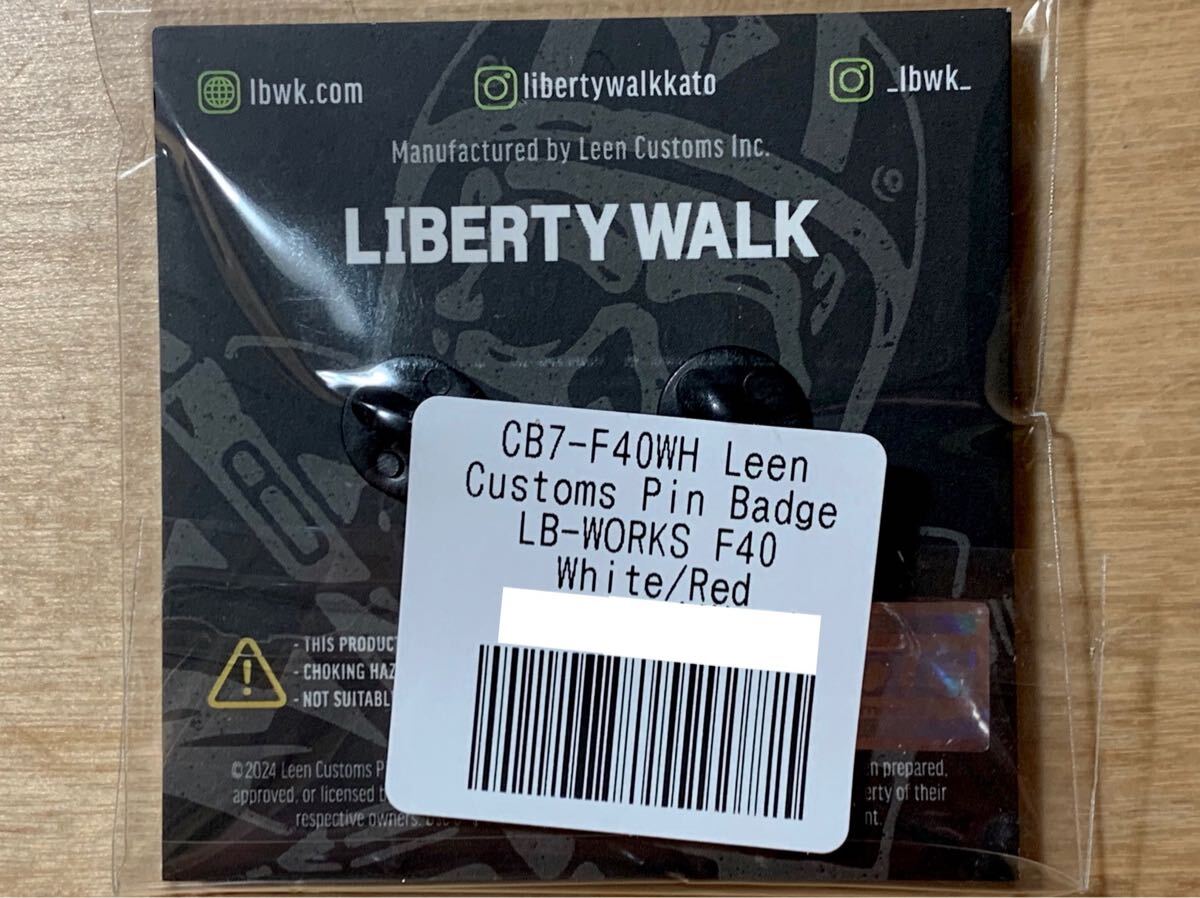 lbwk.com
libertywalkkato
_lbwk_
Manufactured by Leen Customs Inc.
LIBERTY WALK
CB7-F40WH Leen
Customs Pin Badge
LB-WORKS F40
White/Red
- THIS PRODUCT
- CHOKING HAZ
- NOT SUITABL
©2024 Leen Customs P
n prepared,
approved, or licensed b
erty of their
respective owners.
nt.